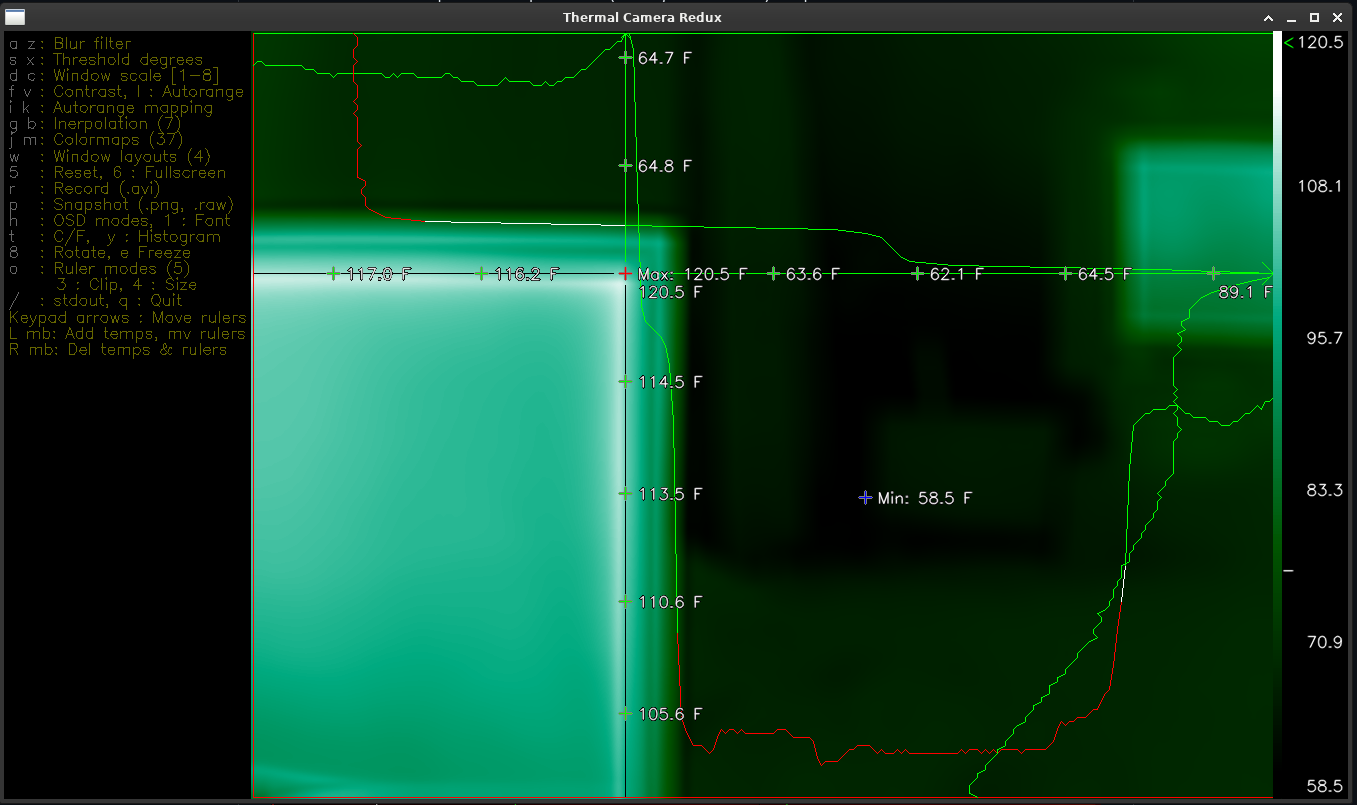 Thermal Camera Redux
a z: Blur filter
s x: Threshold degrees
d c: Window scale [1-8]
f v: Contrast, l : Autorange
i k : Autorange mapping
g b: Inerpolation (7)
j m: Colormaps (37)
w : Window layouts (4)
5 : Reset, 6 : Fullscreen
r : Record (.avi)
p : Snapshot (.png, .raw)
h : OSD modes, 1 : Font
t : C/F, y : Histogram
8 : Rotate, e Freeze
o : Ruler modes (5)
3 : Clip, 4 : Size
/ : stdout, q : Quit
Keypad arrows : Move rulers
L mb: Add temps, mv rulers
R mb: Del temps & rulers
64.7 F
64.8 F
117.0 F
116.2 F
Max: 120.5 F
63.6 F
62.1 F
64.5 F
120.5 F
89.1 F
114.5 F
113.5 F
Min: 58.5 F
110.6 F
105.6 F
< 120.5
108.1
95.7
83.3
70.9
58.5